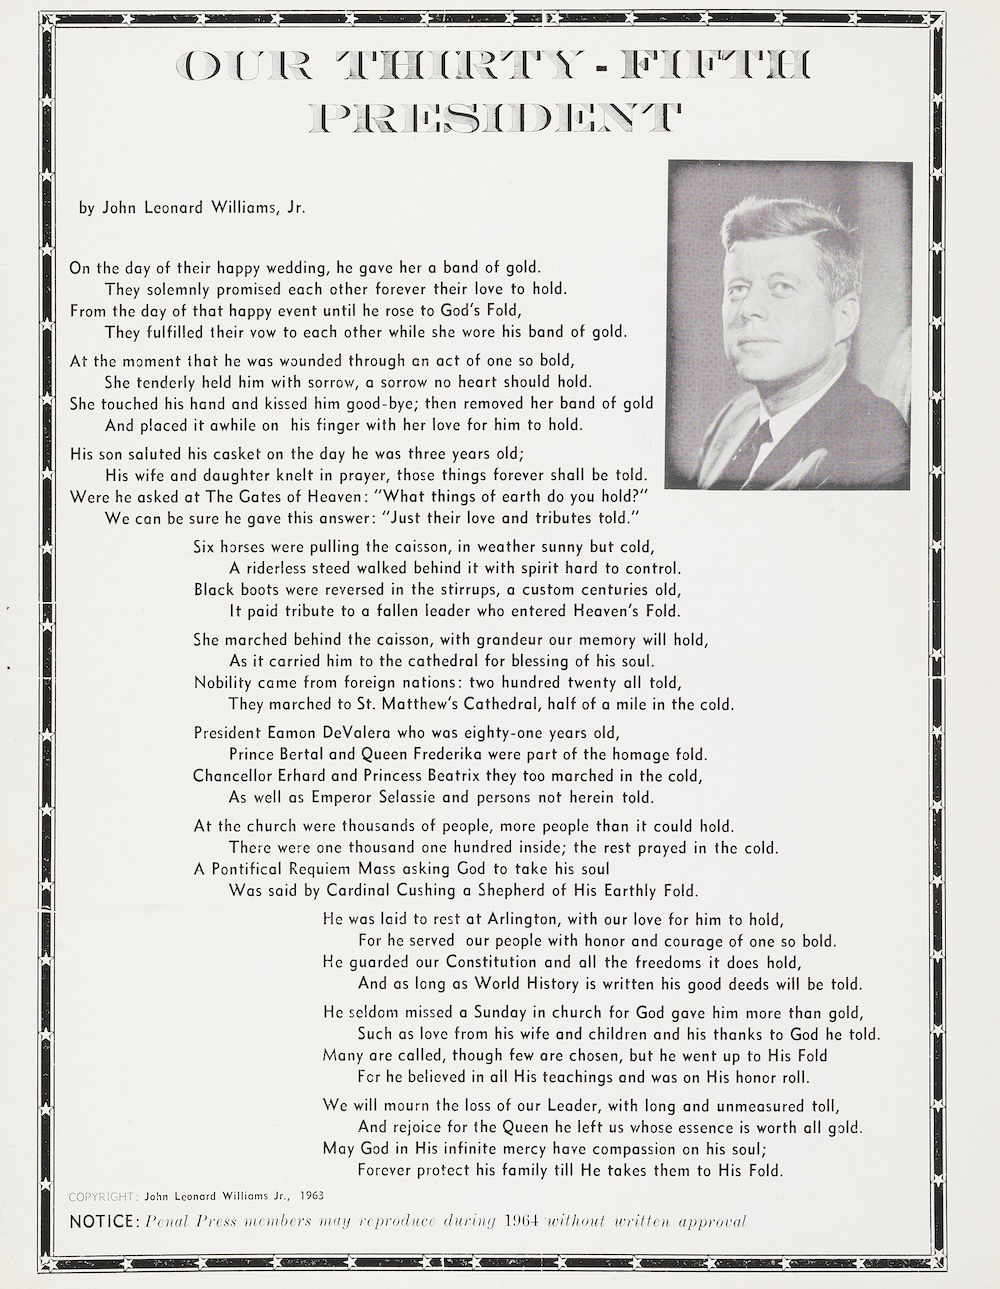 OUR THIRTY-FIFTH
PRESIDENT
by John Leonard Williams, Jr.
On the day of their happy wedding, he gave her a band of gold.
They solemnly promised each other forever their love to hold.
From the day of that happy event until he rose to God's Fold,
They fulfilled their vow to each other while she wore his band of gold.
At the moment that he was wounded through an act of one so bold,
She tenderly held him with sorrow, a sorrow no heart should hold.
She touched his hand and kissed him good-bye; then removed her band of gold
And placed it awhile on his finger with her love for him to hold.
His son saluted his casket on the day he was three years old;
His wife and daughter knelt in prayer, those things forever shall be told.
Were he asked at The Gates of Heaven: "What things of earth do you hold?"
We can be sure he gave this answer: "Just their love and tributes told."
Six horses were pulling the caisson, in weather sunny but cold,
A riderless steed walked behind it with spirit hard to control.
Black boots were reversed in the stirrups, a custom centuries old,
It paid tribute to a fallen leader who entered Heaven's Fold.
She marched behind the caisson, with grandeur our memory will hold,
As it carried him to the cathedral for blessing of his soul.
Nobility came from foreign nations: two hundred twenty all told,
They marched to St. Matthew's Cathedral, half of a mile in the cold.
President Eamon DeValera who was eighty-one years old,
Prince Bertal and Queen Frederika were part of the homage fold.
Chancellor Erhard and Princess Beatrix they too marched in the cold,
As well as Emperor Selassie and persons not herein told.
At the church were thousands of people, more people than it could hold.
There were one thousand one hundred inside; the rest prayed in the cold.
A Pontifical Requiem Mass asking God to take his soul
Was said by Cardinal Cushing a Shepherd of His Earthly Fold.
He was laid to rest at Arlington, with our love for him to hold,
For he served our people with honor and courage of one so bold.
He guarded our Constitution and all the freedoms it does hold,
And as long as World History is written his good deeds will be told.
He seldom missed a Sunday in church for God gave him more than gold,
Such as love from his wife and children and his thanks to God he told.
Many are called, though few are chosen, but he went up to His Fold
For he believed in all His teachings and was on His honor roll.
We will mourn the loss of our Leader, with long and unmeasured toll,
And rejoice for the Queen he left us whose essence is worth all gold.
May God in His infinite mercy have compassion on his soul;
Forever protect his family till He takes them to His Fold.
COPYRIGHT: John Leonard Williams Jr., 1963
NOTICE: Penal Press members may reproduce during 1964 without written approval